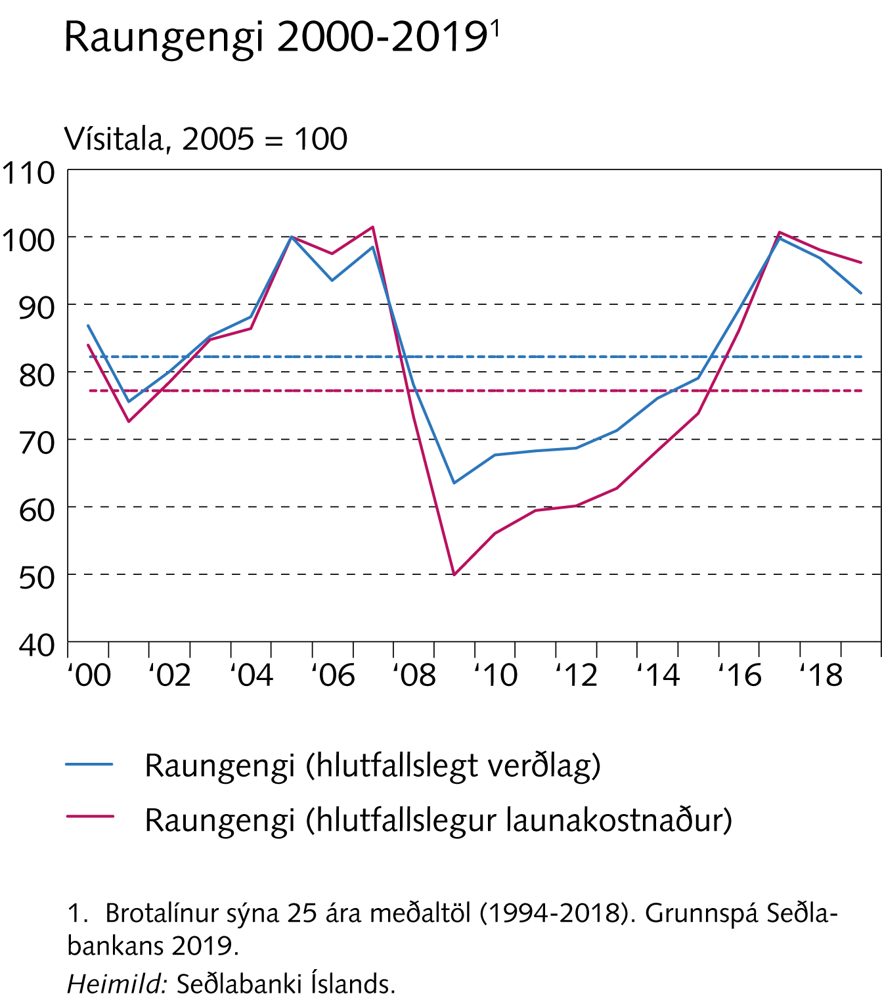 Raungengi 2000-2019¹
Vísitala, 2005 = 100
110
100
90
80
70
60
50
40
‘00 ‘02 ‘04 ‘06 ‘08 ‘10 ‘12 ‘14 ‘16 ‘18
Raungengi (hlutfallslegt verðlag)
Raungengi (hlutfallslegur launakostnaður)
1. Brotalínur sýna 25 ára meðaltöl (1994-2018). Grunnspá Seðla-
bankans 2019.
Heimild: Seðlabanki Íslands.